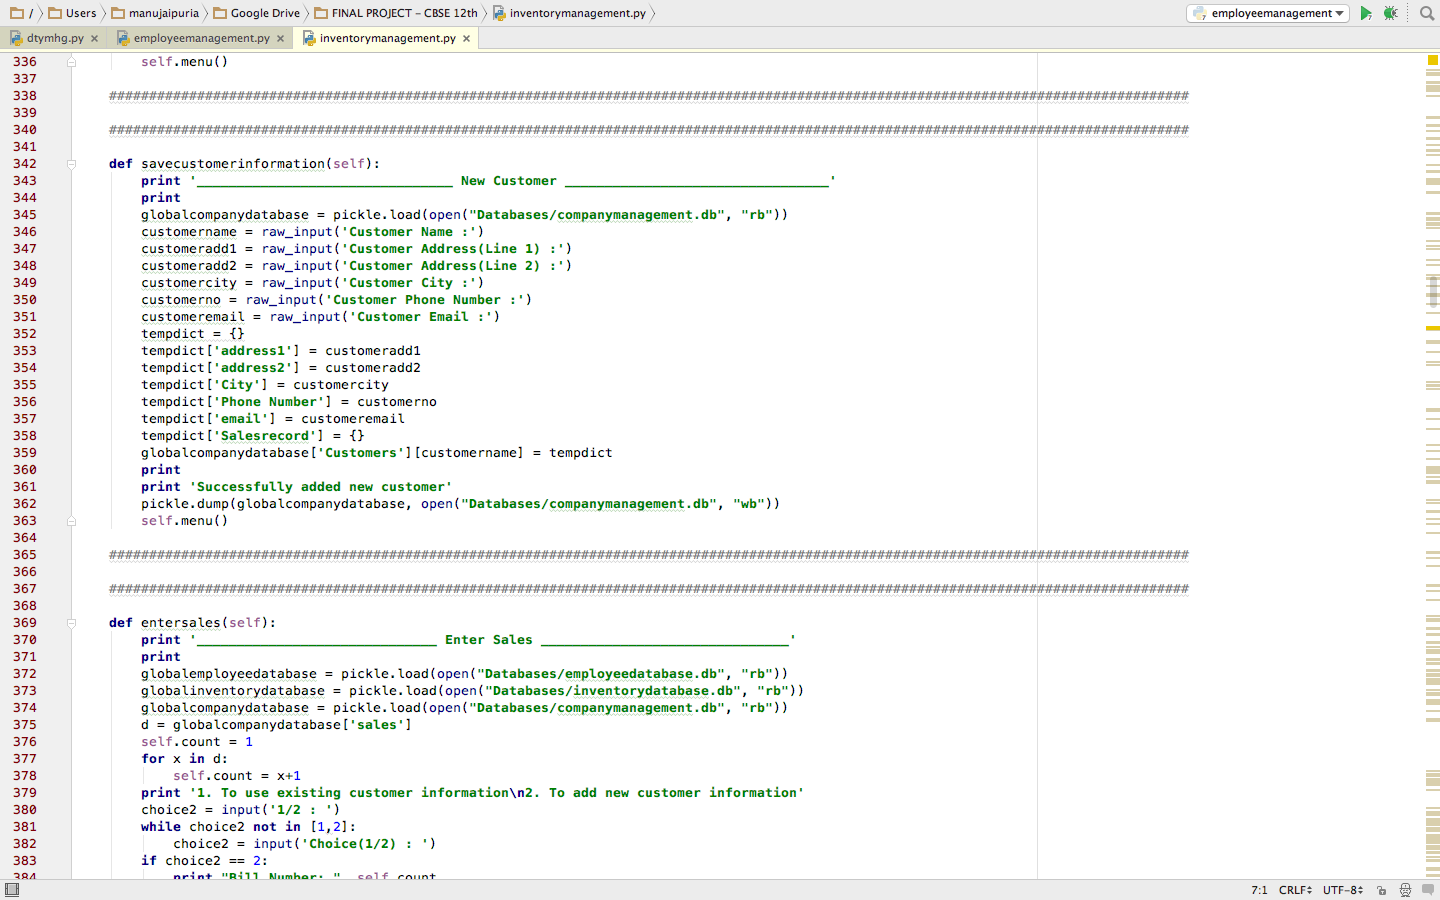 / Users manujaipuria Google Drive FINAL PROJECT – CBSE 12th inventorymanagement.py employeemanagement
dtymhg.py × employeemanagement.py × inventorymanagement.py ×
336 self.menu()
337
338 #######################################################################################################################################
339
340 #######################################################################################################################################
341
342 def savecustomerinformation(self):
343 print '________________________________ New Customer _________________________________'
344 print
345 globalcompanydatabase = pickle.load(open("Databases/companymanagement.db", "rb"))
346 customername = raw_input('Customer Name :')
347 customeradd1 = raw_input('Customer Address(Line 1) :')
348 customeradd2 = raw_input('Customer Address(Line 2) :')
349 customercity = raw_input('Customer City :')
350 customerno = raw_input('Customer Phone Number :')
351 customeremail = raw_input('Customer Email :')
352 tempdict = {}
353 tempdict['address1'] = customeradd1
354 tempdict['address2'] = customeradd2
355 tempdict['City'] = customercity
356 tempdict['Phone Number'] = customerno
357 tempdict['email'] = customeremail
358 tempdict['Salesrecord'] = {}
359 globalcompanydatabase['Customers'][customername] = tempdict
360 print
361 print 'Successfully added new customer'
362 pickle.dump(globalcompanydatabase, open("Databases/companymanagement.db", "wb"))
363 self.menu()
364
365 #######################################################################################################################################
366
367 #######################################################################################################################################
368
369 def entersales(self):
370 print '______________________________ Enter Sales _______________________________'
371 print
372 globalemployeedatabase = pickle.load(open("Databases/employeedatabase.db", "rb"))
373 globalinventorydatabase = pickle.load(open("Databases/inventorydatabase.db", "rb"))
374 globalcompanydatabase = pickle.load(open("Databases/companymanagement.db", "rb"))
375 d = globalcompanydatabase['sales']
376 self.count = 1
377 for x in d:
378 self.count = x+1
379 print '1. To use existing customer information\n2. To add new customer information'
380 choice2 = input('1/2 : ')
381 while choice2 not in [1,2]:
382 choice2 = input('Choice(1/2) : ')
383 if choice2 == 2:
384 print "Bill Number: ", self.count
7:1 CRLF UTF-8